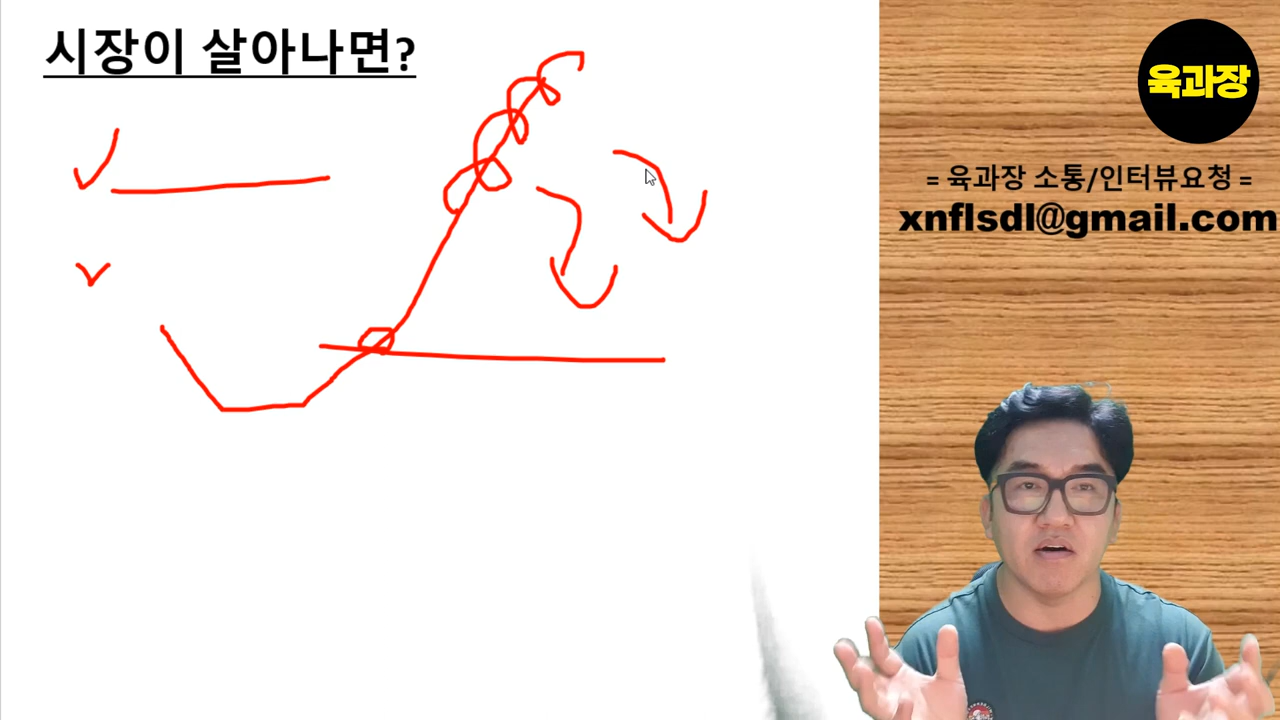 시장이 살아나면?
육과장
= 육과장 소통/인터뷰요청 =
xnflsdl@gmail.com